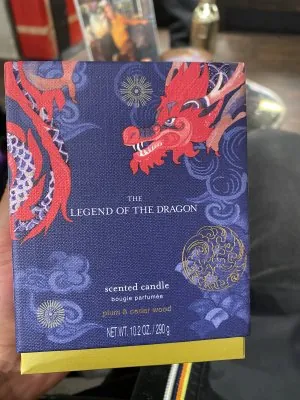 THE
LEGEND OF THE DRAGON
scented candle
bougie parfumée
plum & cedar wood
NET WT. 10.2 OZ. / 290 g